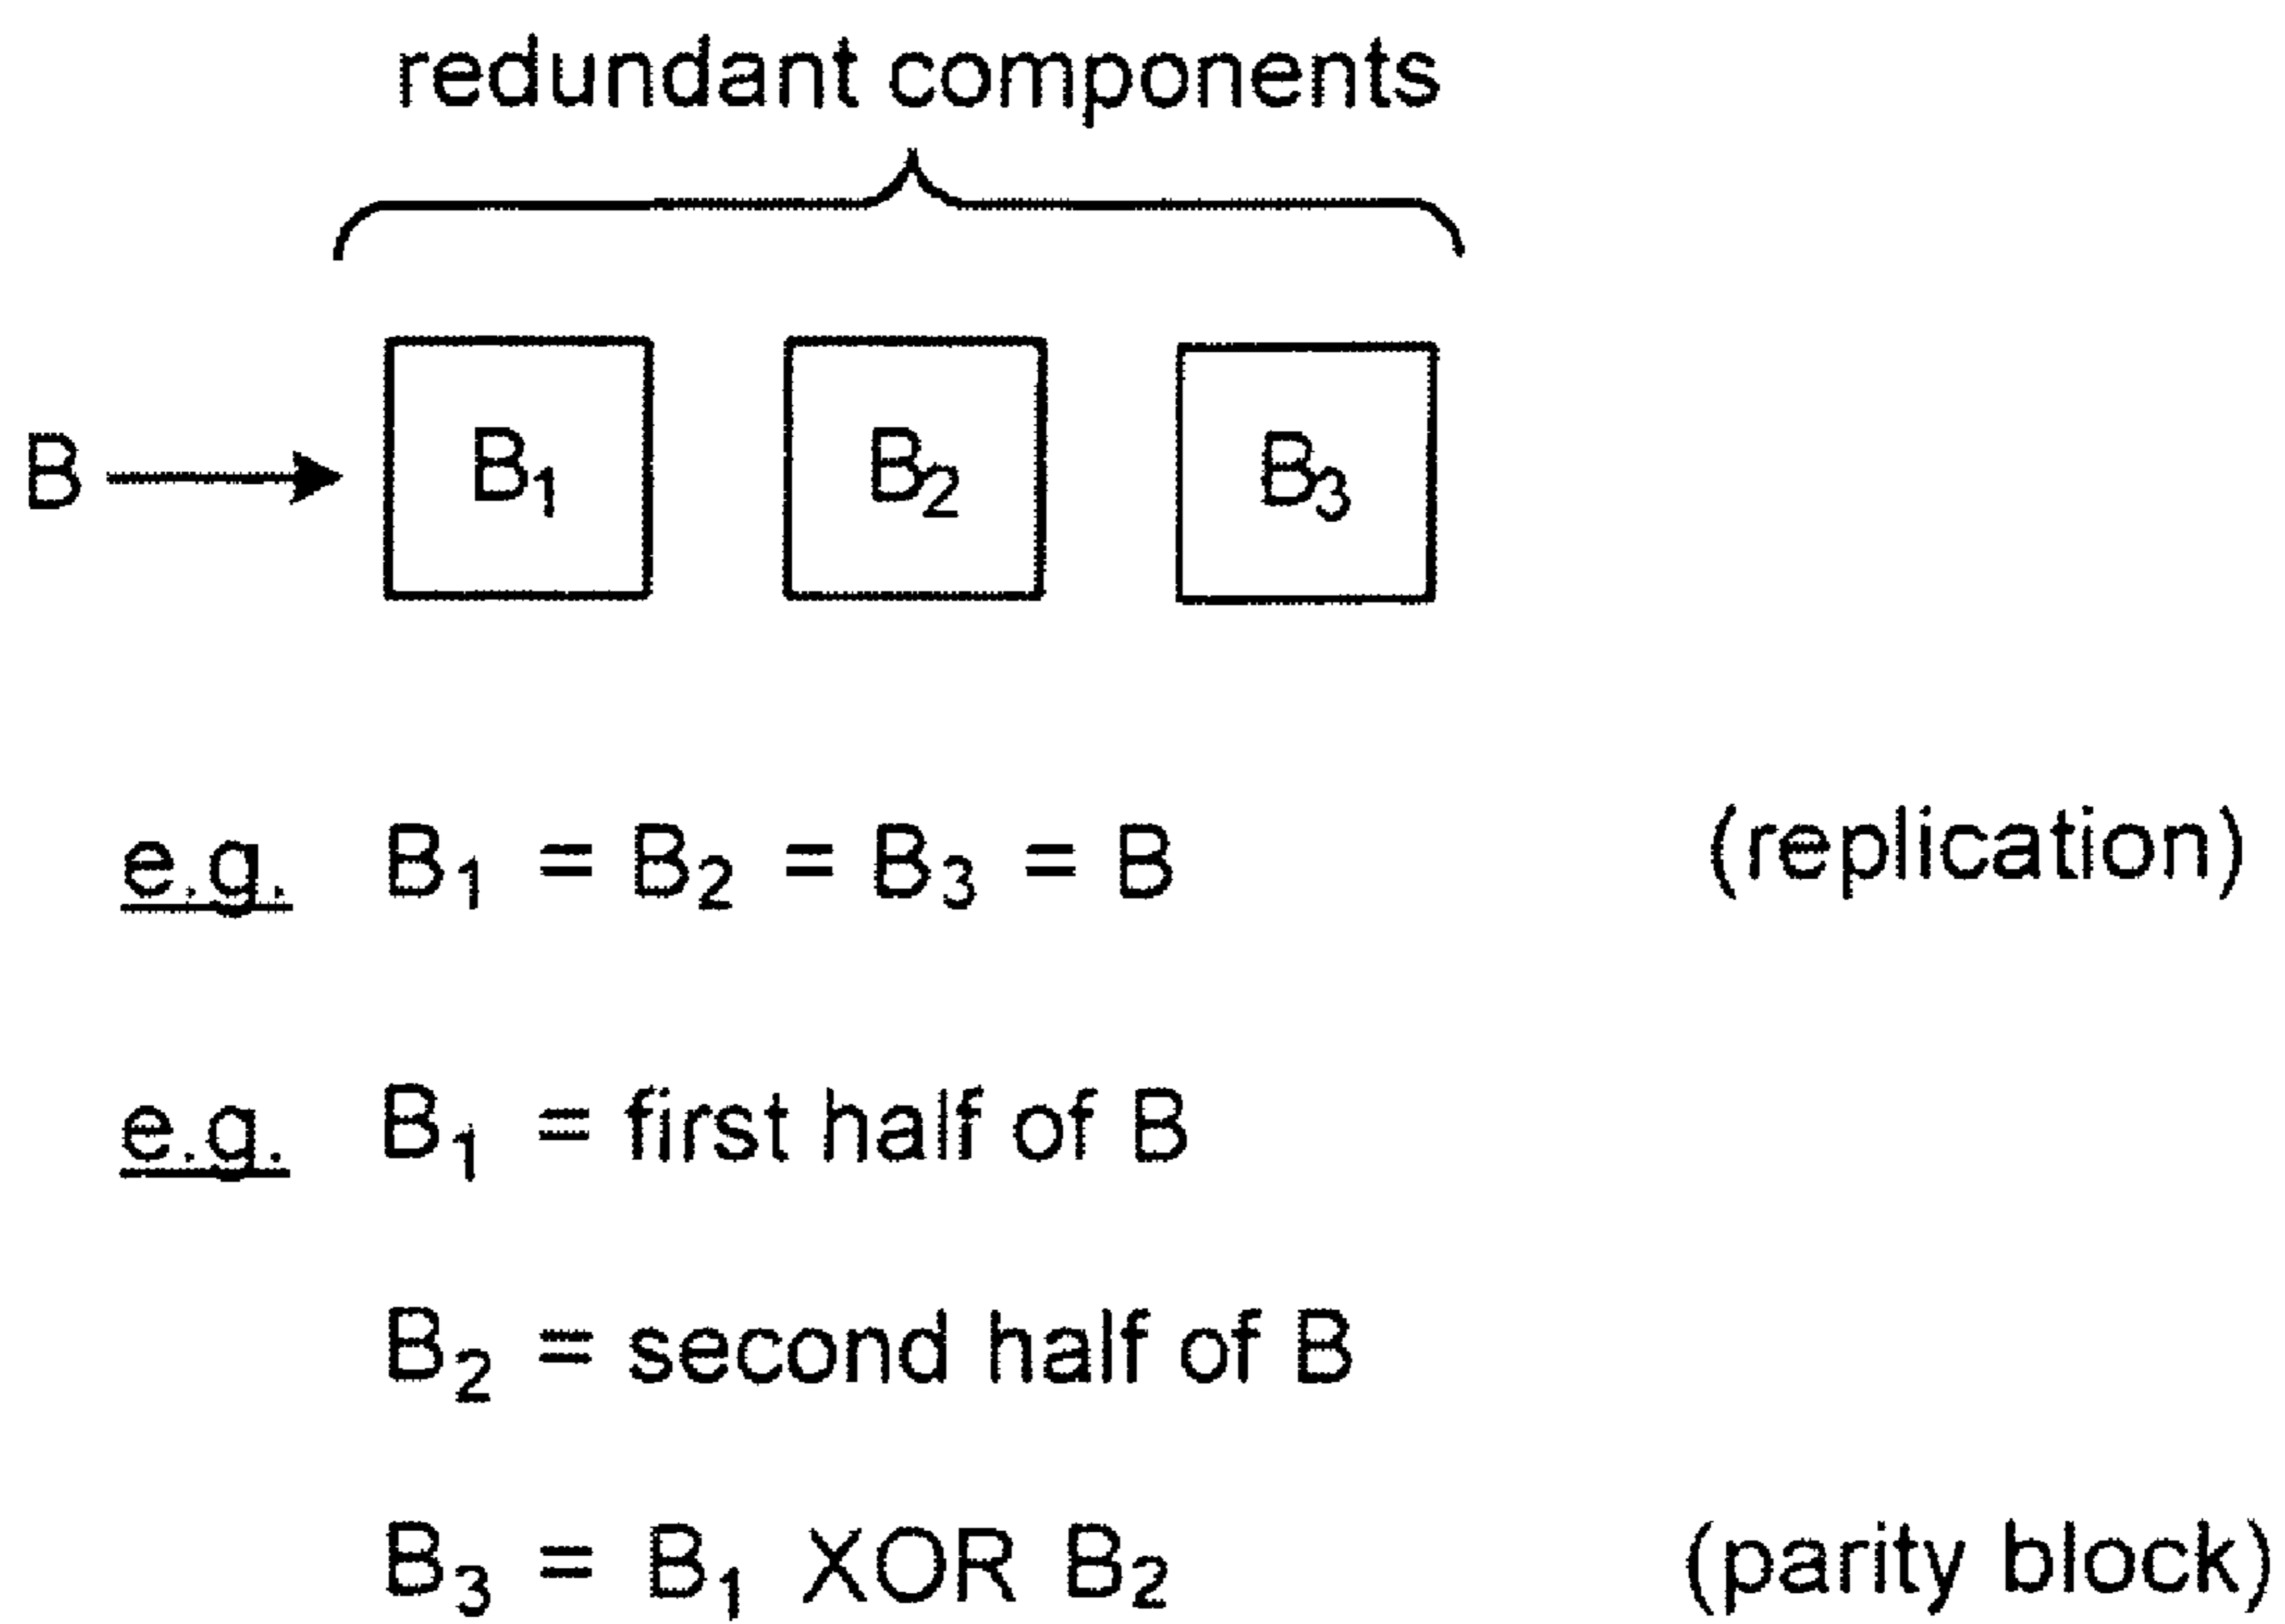 redundant components
B B₁ B₂ B₃
e.g. B₁ = B₂ = B₃ = B (replication)
e.g. B₁ = first half of B
B₂ = second half of B
B₃ = B₁ XOR B₂ (parity block)